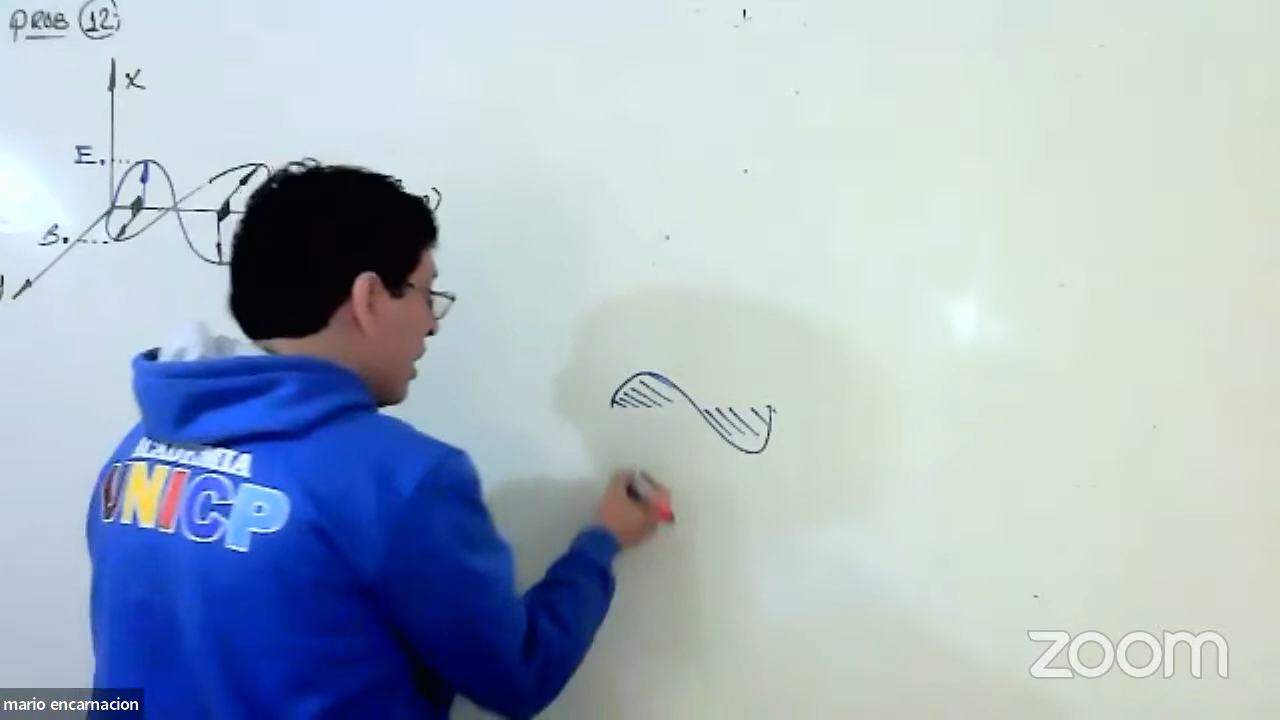 PROB 12;
X
E.
B.
ACADEMIA
UNICP
zoom
mario encarnacion